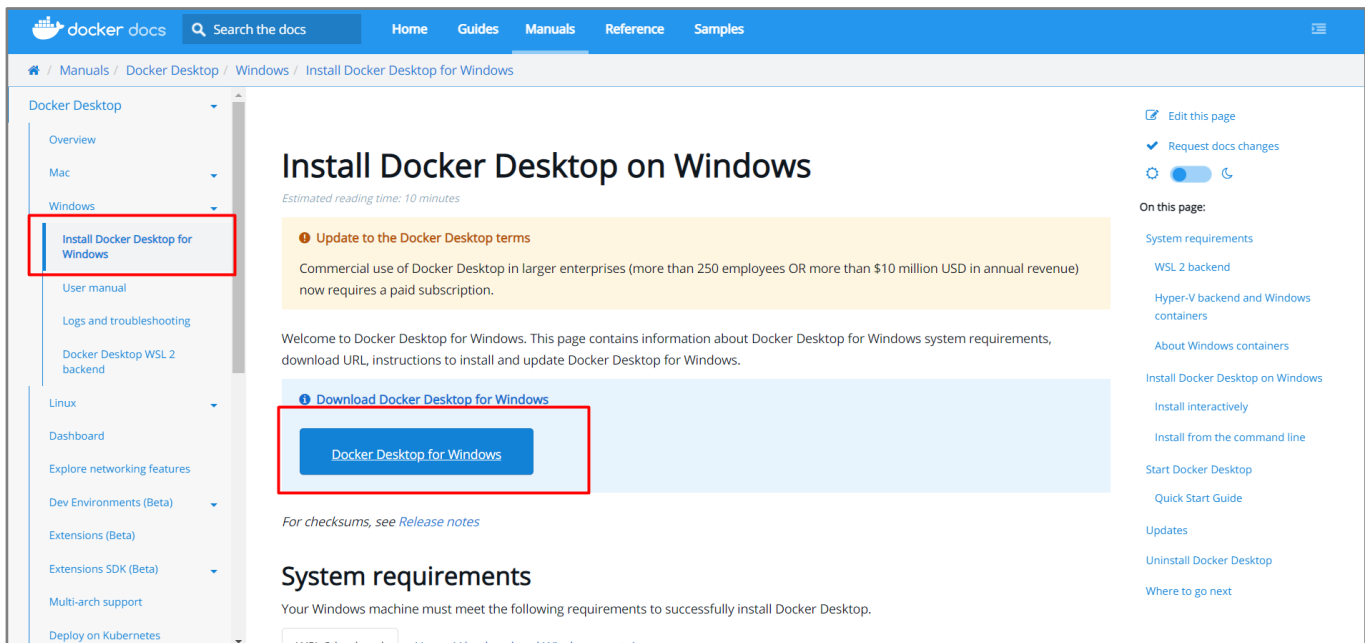 docker docs
Search the docs
Home
Guides
Manuals
Reference
Samples
/ Manuals / Docker Desktop / Windows / Install Docker Desktop for Windows
Docker Desktop
Overview
Mac
Windows
Install Docker Desktop for
Windows
User manual
Logs and troubleshooting
Docker Desktop WSL 2
backend
Linux
Dashboard
Explore networking features
Dev Environments (Beta)
Extensions (Beta)
Extensions SDK (Beta)
Multi-arch support
Deploy on Kubernetes
Install Docker Desktop on Windows
Estimated reading time: 10 minutes
Update to the Docker Desktop terms
Commercial use of Docker Desktop in larger enterprises (more than 250 employees OR more than $10 million USD in annual revenue)
now requires a paid subscription.
Welcome to Docker Desktop for Windows. This page contains information about Docker Desktop for Windows system requirements,
download URL, instructions to install and update Docker Desktop for Windows.
Download Docker Desktop for Windows
Docker Desktop for Windows
For checksums, see Release notes
System requirements
Your Windows machine must meet the following requirements to successfully install Docker Desktop.
Edit this page
Request docs changes
On this page:
System requirements
WSL 2 backend
Hyper-V backend and Windows
containers
About Windows containers
Install Docker Desktop on Windows
Install interactively
Install from the command line
Start Docker Desktop
Quick Start Guide
Updates
Uninstall Docker Desktop
Where to go next